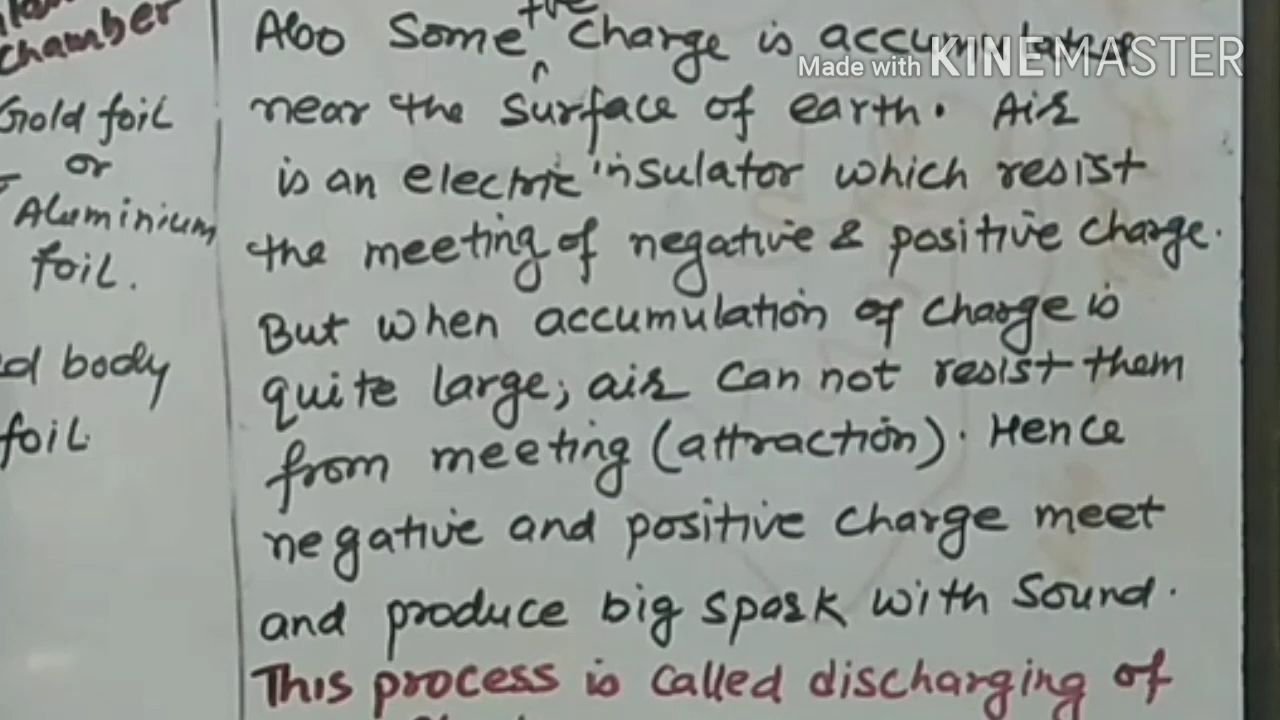 chamber
Gold foil
or
Aluminium
foil.
d body
foil.
+ve
Also Some ^ charge is
near the surface of earth. Air
is an electric insulator which resist
the meeting of negative & positive charge.
But when accumulation of charge is
quite large, air can not resist them
from meeting (attraction). Hence
negative and positive charge meet
and produce big spark with sound.
This process is called discharging of
Made with KINEMASTER